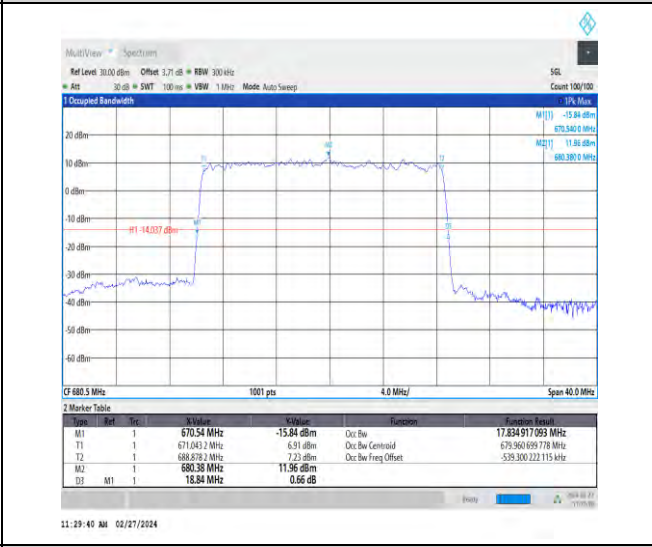 MultiView Spectrum
Ref Level 30.00 dBm Offset 3.71 dB RBW 300 kHz SGL
Att 30 dB SWT 100 ms VBW 1 MHz Mode Auto Sweep Count 100/100
1 Occupied Bandwidth 1Pk Max
M1[1] -15.84 dBm
670.540 0 MHz
M2[1] 11.96 dBm
680.380 0 MHz
20 dBm
M2
T1 T2
10 dBm
0 dBm
-10 dBm
M1 D3
H1 -14.037 dBm
-20 dBm
-30 dBm
-40 dBm
-50 dBm
-60 dBm
CF 680.5 MHz 1001 pts 4.0 MHz/ Span 40.0 MHz
2 Marker Table
Type Ref Trc X-Value Y-Value Function Function Result
M1 1 670.54 MHz -15.84 dBm Occ Bw 17.834 917 093 MHz
T1 1 671.043 2 MHz 6.91 dBm Occ Bw Centroid 679.960 699 778 MHz
T2 1 688.878 2 MHz 7.23 dBm Occ Bw Freq Offset -539.300 222 115 kHz
M2 1 680.38 MHz 11.96 dBm
D3 M1 1 18.84 MHz 0.66 dB
Ready
11:29:40 AM 02/27/2024